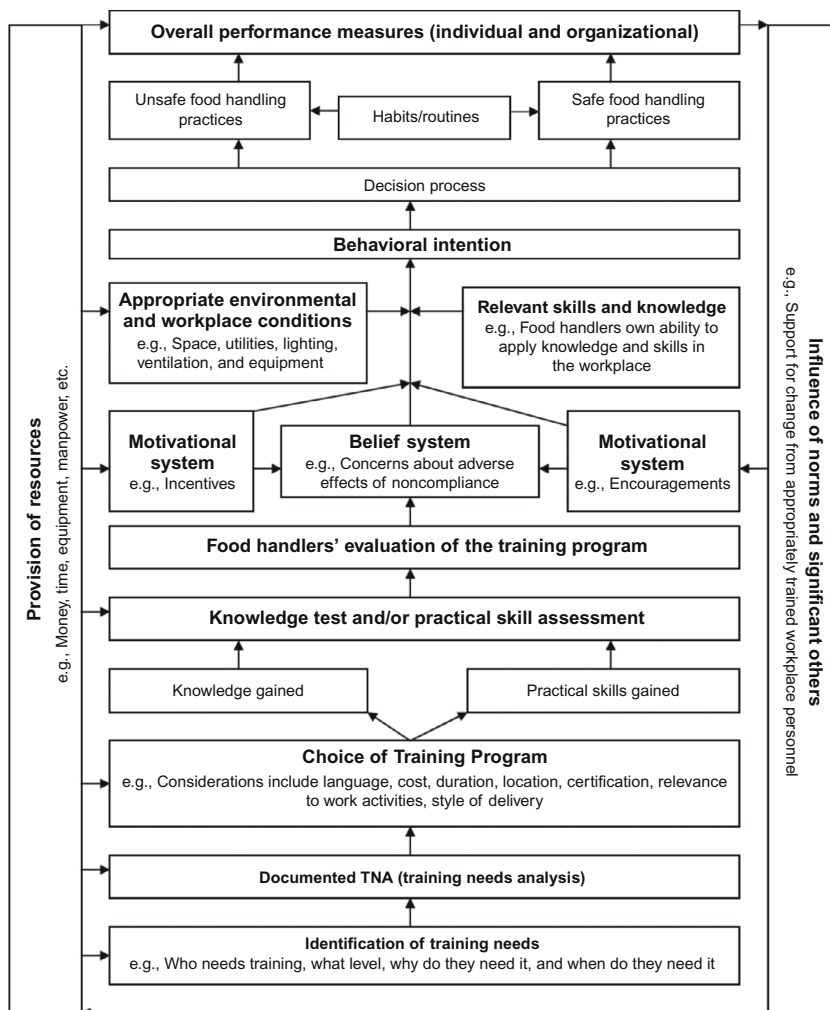 Overall performance measures (individual and organizational)
Unsafe food handling
practices
Habits/routines
Safe food handling
practices
Decision process
Behavioral intention
Appropriate environmental
and workplace conditions
e.g., Space, utilities, lighting,
ventilation, and equipment
Relevant skills and knowledge
e.g., Food handlers own ability to
apply knowledge and skills in
the workplace
Motivational
system
e.g., Incentives
Belief system
e.g., Concerns about adverse
effects of noncompliance
Motivational
system
e.g., Encouragements
Food handlers’ evaluation of the training program
Knowledge test and/or practical skill assessment
Knowledge gained
Practical skills gained
Choice of Training Program
e.g., Considerations include language, cost, duration, location, certification, relevance
to work activities, style of delivery
Documented TNA (training needs analysis)
Identification of training needs
e.g., Who needs training, what level, why do they need it, and when do they need it
Provision of resources
e.g., Money, time, equipment, manpower, etc.
Influence of norms and significant others
e.g., Support for change from appropriately trained workplace personnel